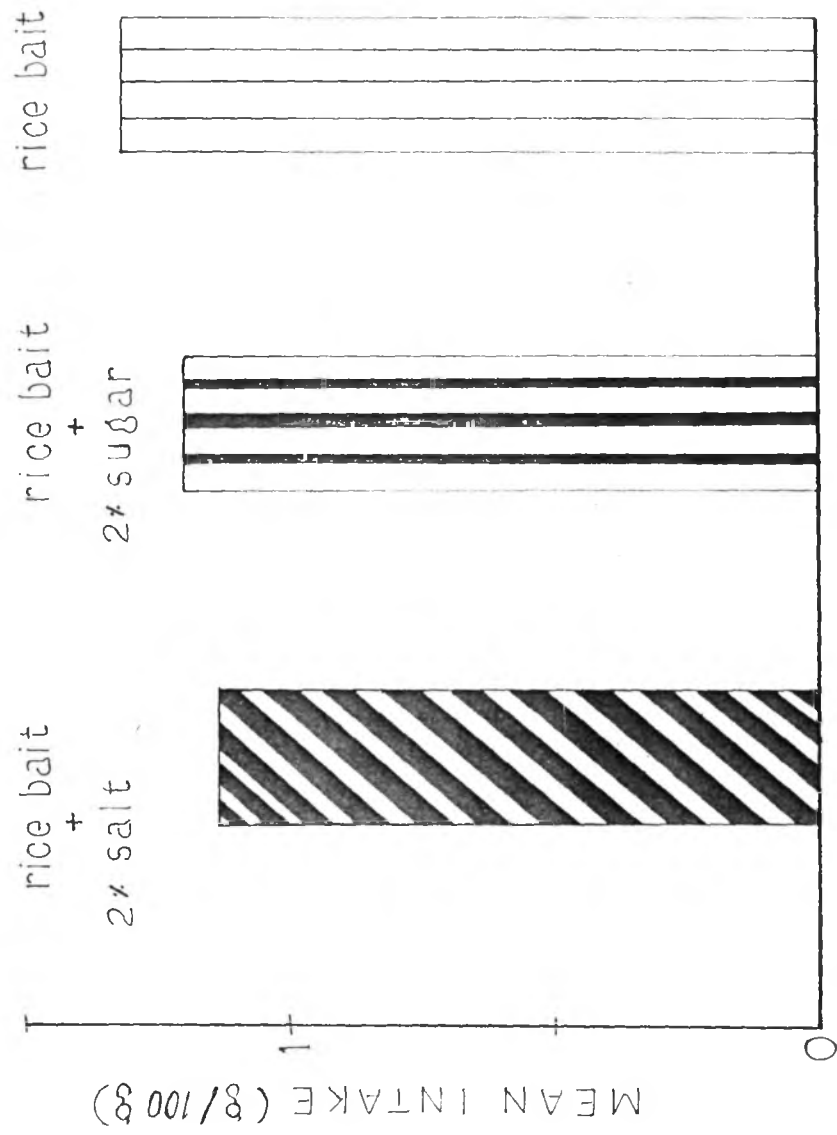 MEAN INTAKE (g/100 g)
1
0
rice bait
+
2% salt
rice bait
+
2% sugar
rice bait